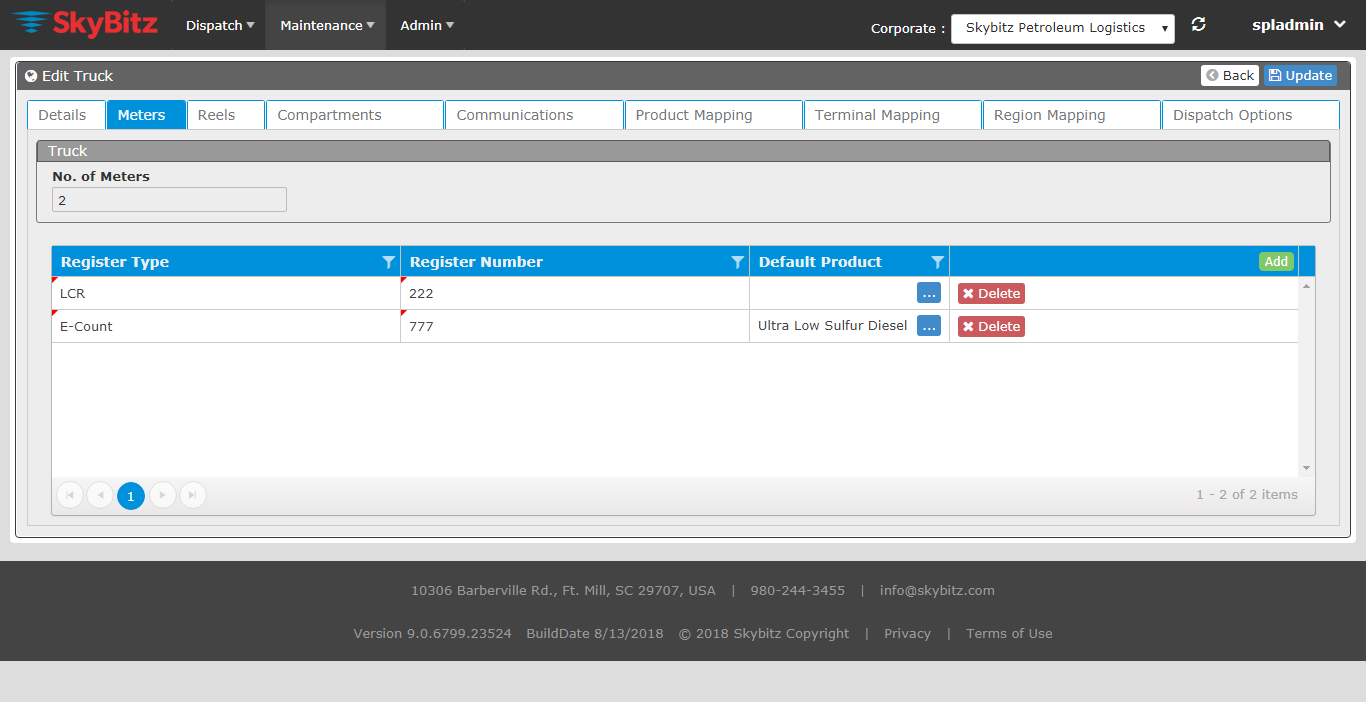 SkyBitz Dispatch Maintenance Admin Corporate : Skybitz Petroleum Logistics spladmin
Edit Truck Back Update
Details Meters Reels Compartments Communications Product Mapping Terminal Mapping Region Mapping Dispatch Options
Truck
No. of Meters
2
Register Type Register Number Default Product Add
LCR 222 ... Delete
E-Count 777 Ultra Low Sulfur Diesel ... Delete
1 1 - 2 of 2 items
10306 Barberville Rd., Ft. Mill, SC 29707, USA | 980-244-3455 | info@skybitz.com
Version 9.0.6799.23524 BuildDate 8/13/2018 © 2018 Skybitz Copyright | Privacy | Terms of Use